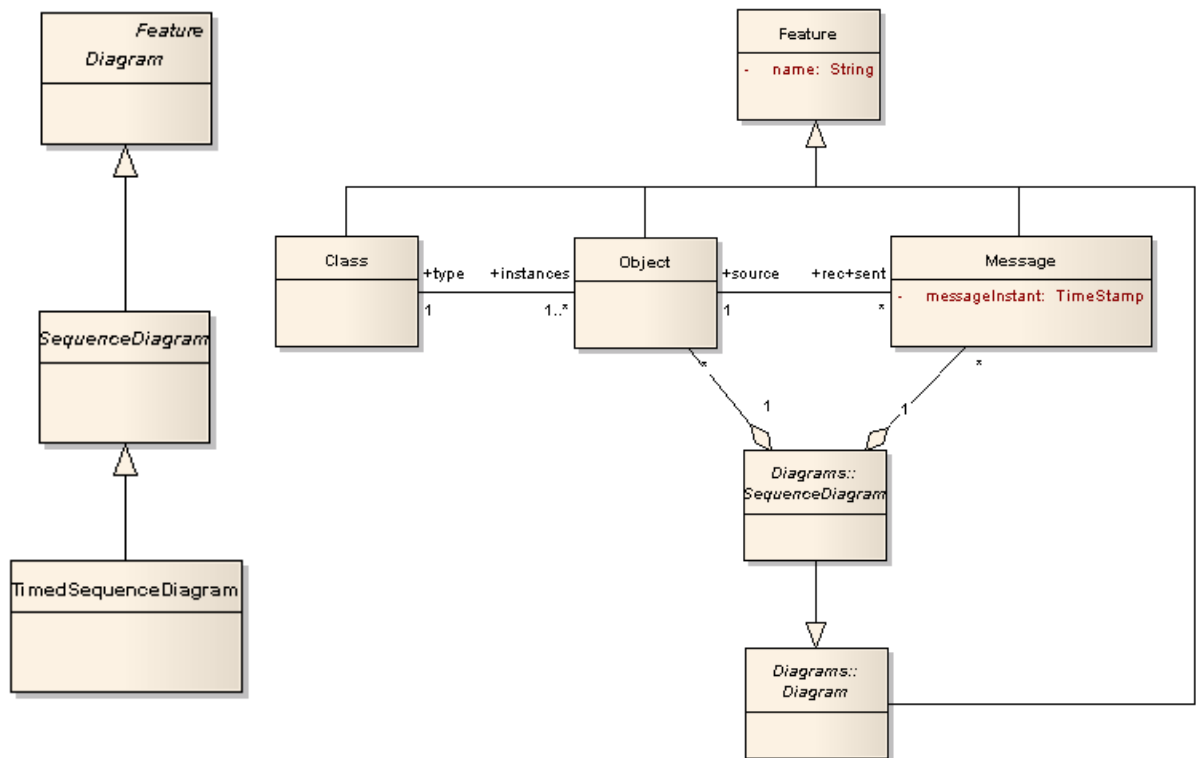 Feature
Diagram
SequenceDiagram
TimedSequenceDiagram
Feature
- name: String
Class
+type
1
+instances
1..*
Object
+source
1
+rec+sent
*
Message
- messageInstant: TimeStamp
*
1
*
1
Diagrams::
SequenceDiagram
Diagrams::
Diagram